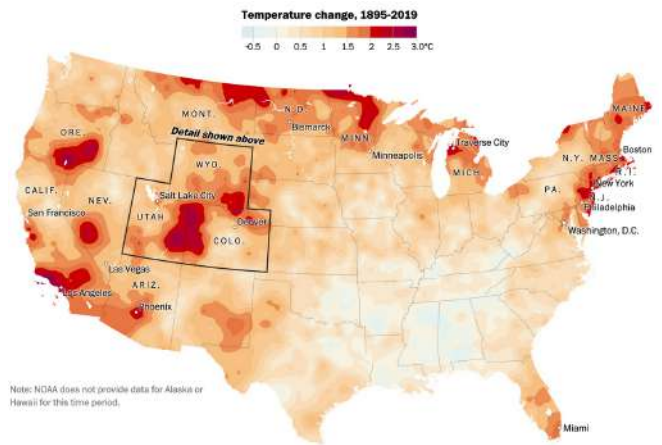 Temperature change, 1895-2019
-0.5 0 0.5 1 1.5 2 2.5 3.0°C
MAINE
MONT.
N.D.
ORE.
Bismarck
Detail shown above
MINN.
Traverse City
Boston
Minneapolis
N.Y. MASS.
WYO.
MICH.
R.I.
CALIF.
NEV.
Salt Lake City
PA.
New York
N.J.
San Francisco
UTAH
Denver
Philadelphia
COLO.
Washington, D.C.
Las Vegas
Los Angeles
ARIZ.
Phoenix
Note: NOAA does not provide data for Alaska or
Hawaii for this time period.
Miami